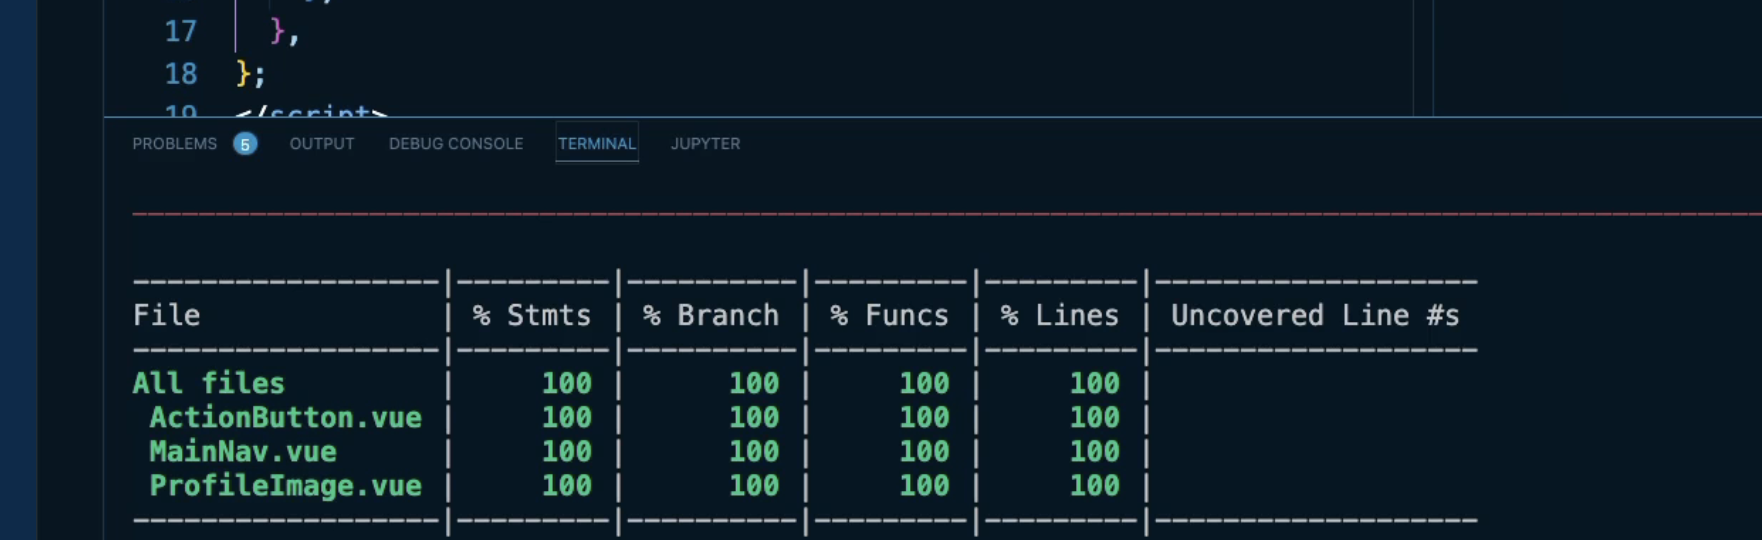 17 },
18 };
19 </script>
PROBLEMS 5 OUTPUT DEBUG CONSOLE TERMINAL JUPYTER
File | % Stmts | % Branch | % Funcs | % Lines | Uncovered Line #s
All files | 100 | 100 | 100 | 100 |
ActionButton.vue | 100 | 100 | 100 | 100 |
MainNav.vue | 100 | 100 | 100 | 100 |
ProfileImage.vue | 100 | 100 | 100 | 100 |